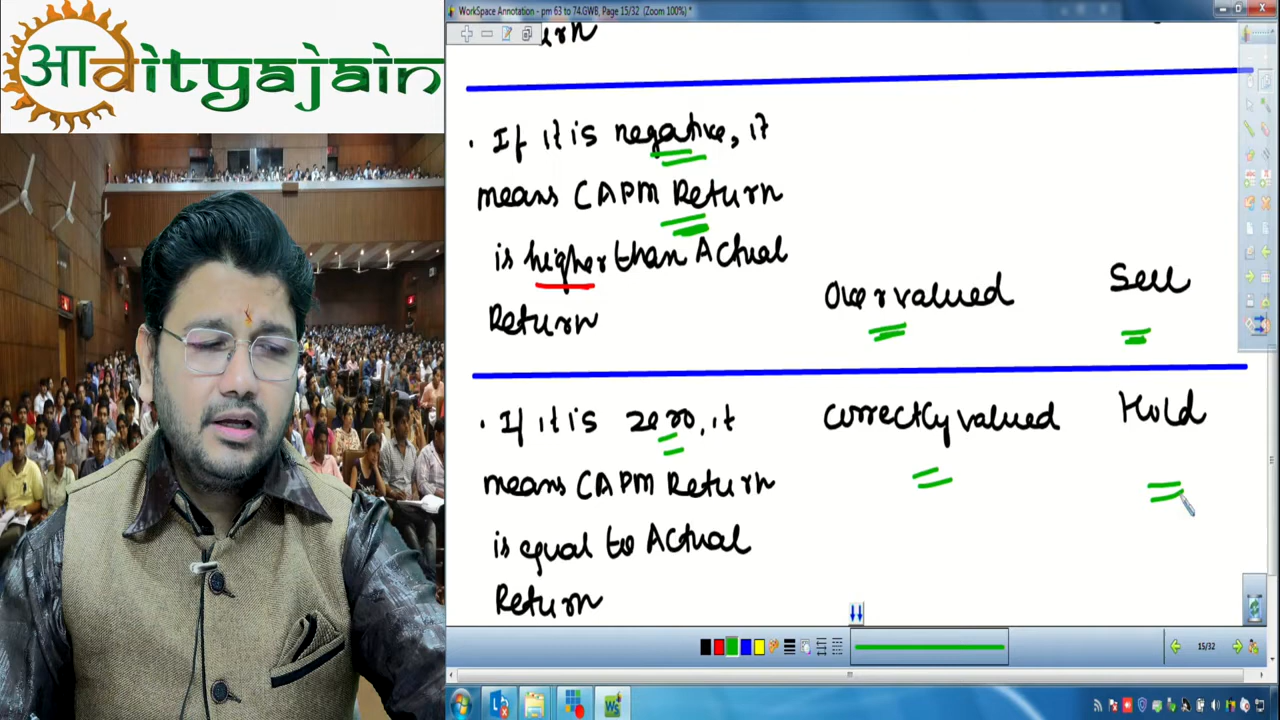 आdityajain
WorkSpace Annotation - pm 63 to 74.GWB, Page 15/32 (Zoom 100%) *
urn
. If it is negative, it
means CAPM Return
is higher than Actual
Return
Overvalued
Sell
. If it is zero, it
means CAPM Return
is equal to Actual
Return
Correctly valued
Hold
15/32